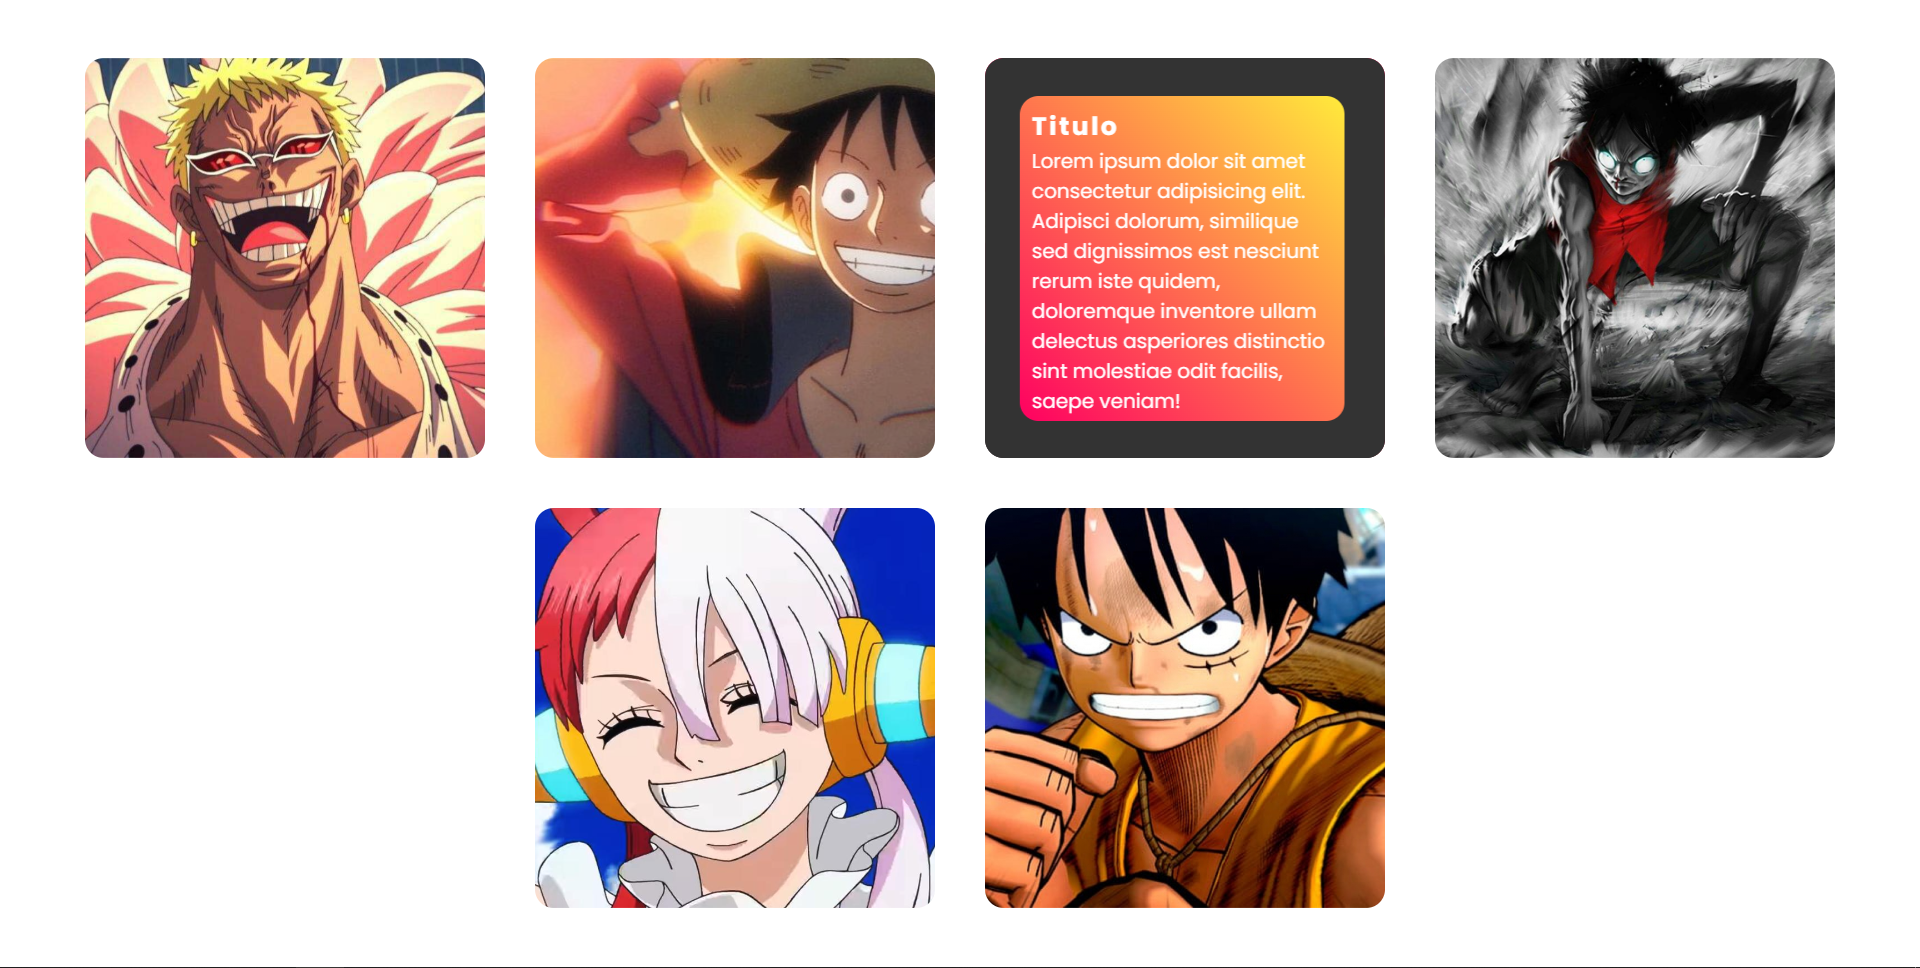 Titulo
Lorem ipsum dolor sit amet
consectetur adipisicing elit.
Adipisci dolorum, similique
sed dignissimos est nesciunt
rerum iste quidem,
doloremque inventore ullam
delectus asperiores distinctio
sint molestiae odit facilis,
saepe veniam!